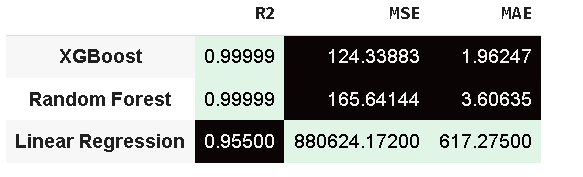 R2 MSE MAE
XGBoost 0.99999 124.33883 1.96247
Random Forest 0.99999 165.64144 3.60635
Linear Regression 0.95500 880624.17200 617.27500